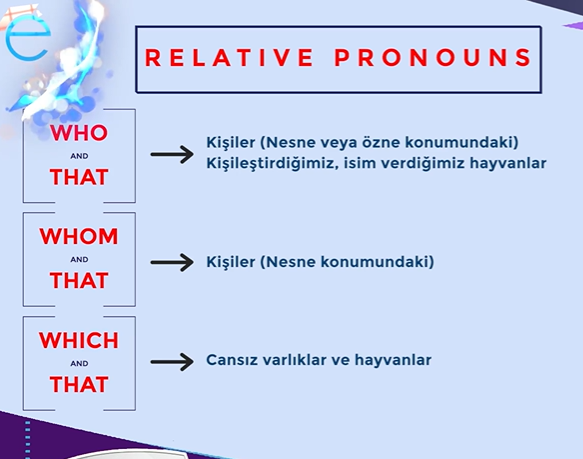 e
RELATIVE PRONOUNS
WHO
AND
THAT
Kişiler (Nesne veya özne konumundaki)
Kişileştirdiğimiz, isim verdiğimiz hayvanlar
WHOM
AND
THAT
Kişiler (Nesne konumundaki)
WHICH
AND
THAT
Cansız varlıklar ve hayvanlar